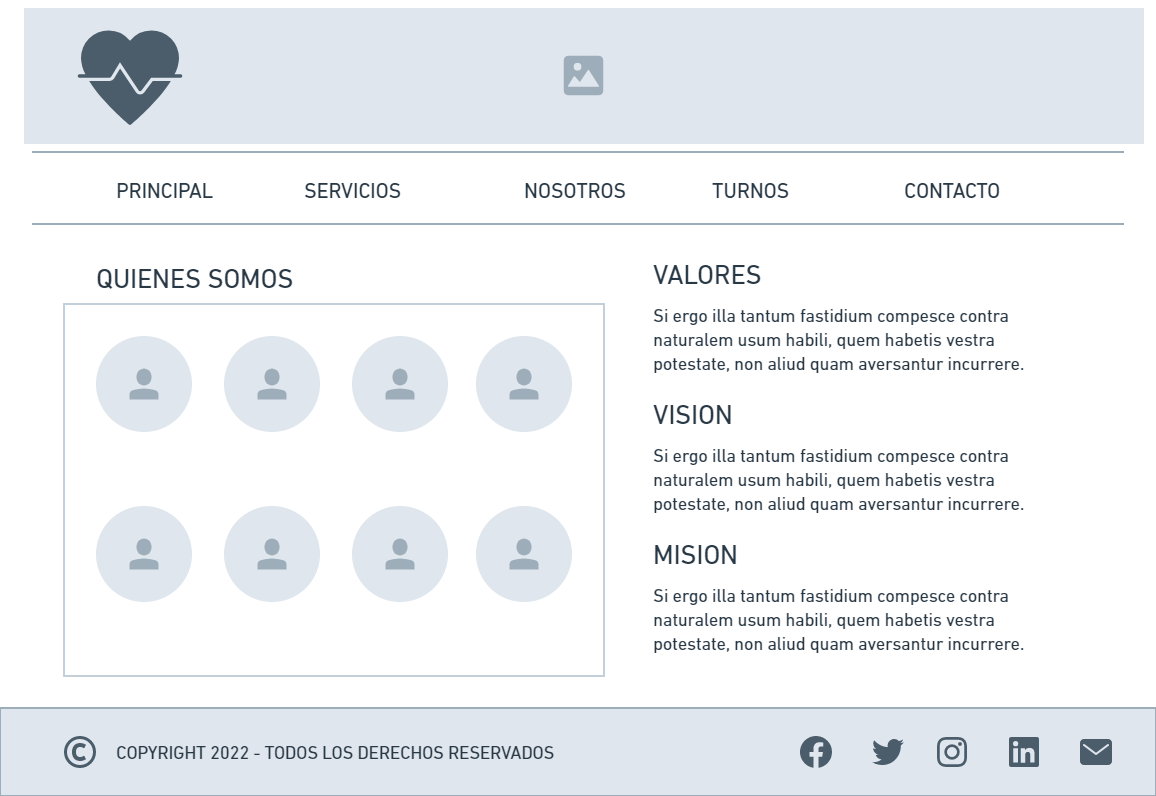 PRINCIPAL SERVICIOS NOSOTROS TURNOS CONTACTO
QUIENES SOMOS
VALORES
Si ergo illa tantum fastidium compesce contra
naturalem usum habili, quem habetis vestra
potestate, non aliud quam aversantur incurrere.
VISION
Si ergo illa tantum fastidium compesce contra
naturalem usum habili, quem habetis vestra
potestate, non aliud quam aversantur incurrere.
MISION
Si ergo illa tantum fastidium compesce contra
naturalem usum habili, quem habetis vestra
potestate, non aliud quam aversantur incurrere.
© COPYRIGHT 2022 - TODOS LOS DERECHOS RESERVADOS